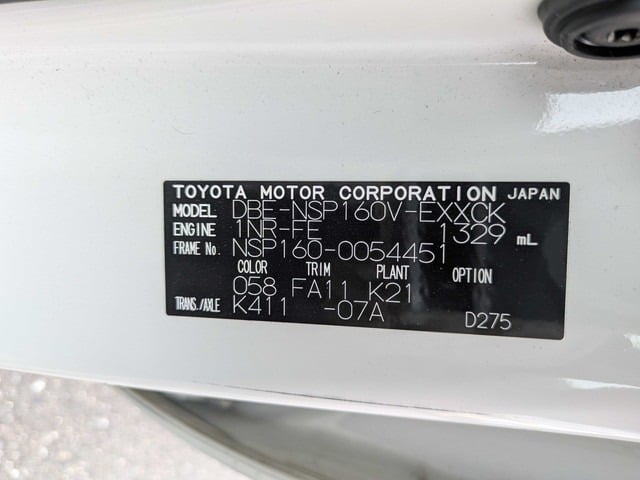 TOYOTA MOTOR CORPORATION JAPAN
MODEL DBE-NSP160V-EXXCK
ENGINE 1NR-FE 1329 mL
FRAME No. NSP160-0054451
COLOR TRIM PLANT OPTION
058 FA11 K21
TRANS./AXLE K411 -07A
D275